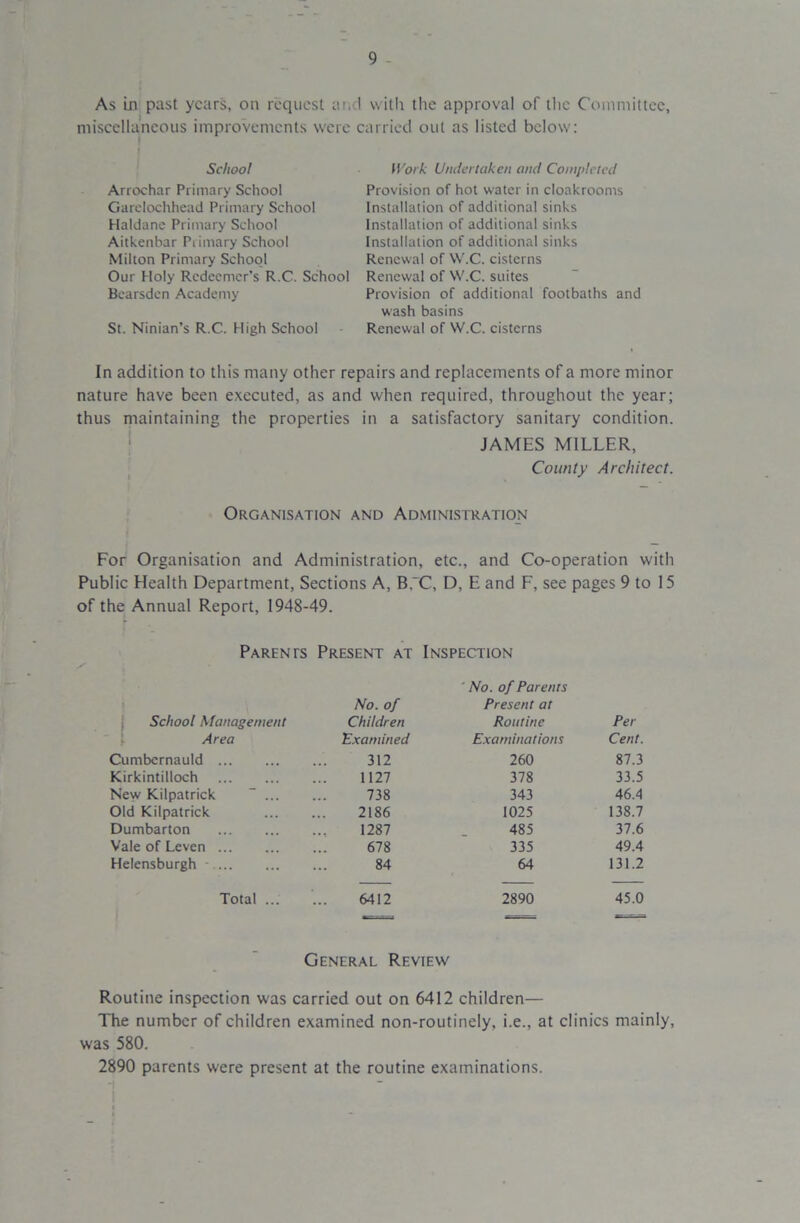 9
As in past years, on request and with the approval of the Committee,
miscellaneous improvements were carried out as listed below:
School Work Undertaken and Completed
Arrochar Primary School Provision of hot water in cloakrooms
Garelochhead Primary School Installation of additional sinks
Haldane Primary School Installation of additional sinks
Aitkenbar Primary School Installation of additional sinks
Milton Primary School Renewal of W.C. cisterns
Our Holy Redeemer's R.C. School Renewal of W.C. suites
Bearsden Academy Provision of additional footbaths and
wash basins
St. Ninian's R.C. High School Renewal of W.C. cisterns
In addition to this many other repairs and replacements of a more minor
nature have been executed, as and when required, throughout the year;
thus maintaining the properties in a satisfactory sanitary condition.
JAMES MILLER,
County Architect.
Organisation and Administration
For Organisation and Administration, etc., and Co-operation with
Public Health Department, Sections A, B, C, D, E and F, see pages 9 to 15
of the Annual Report, 1948-49.
Parents Present at Inspection
No. of Parents
No. of Present at
School Management Children Routine Per
Area Examined Examinations Cent.
Cumbernauld ... ... ... 312 260 87.3
Kirkintilloch ... ... ... 1127 378 33.5
New Kilpatrick ... ... 738 343 46.4
Old Kilpatrick ... ... 2186 1025 138.7
Dumbarton ... ... ... 1287 485 37.6
Vale of Leven ... ... ... 678 335 49.4
Helensburgh ... ... ... 84 64 131.2
Total ... ... 6412 2890 45.0
General Review
Routine inspection was carried out on 6412 children—
The number of children examined non-routinely, i.e., at clinics mainly,
was 580.
2890 parents were present at the routine examinations.